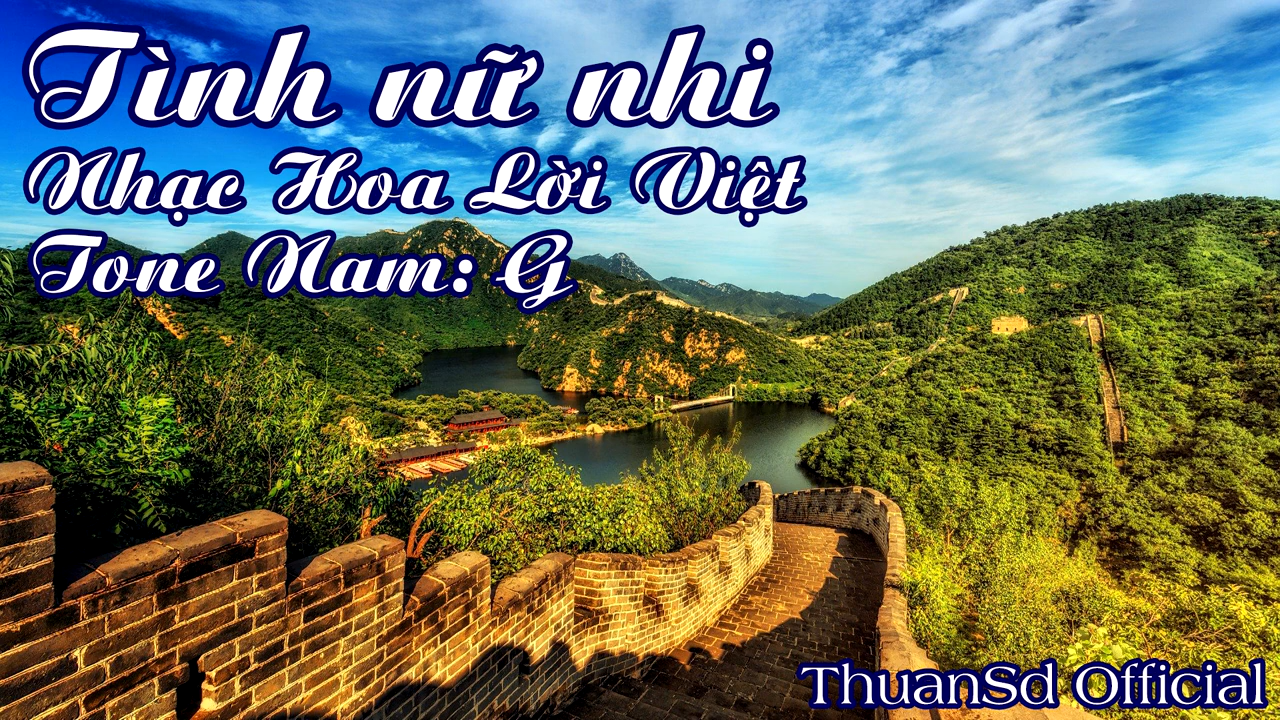 Tình nữ nhi
Nhạc Hoa Lời Việt
Tone Nam: G
ThuanSd Official